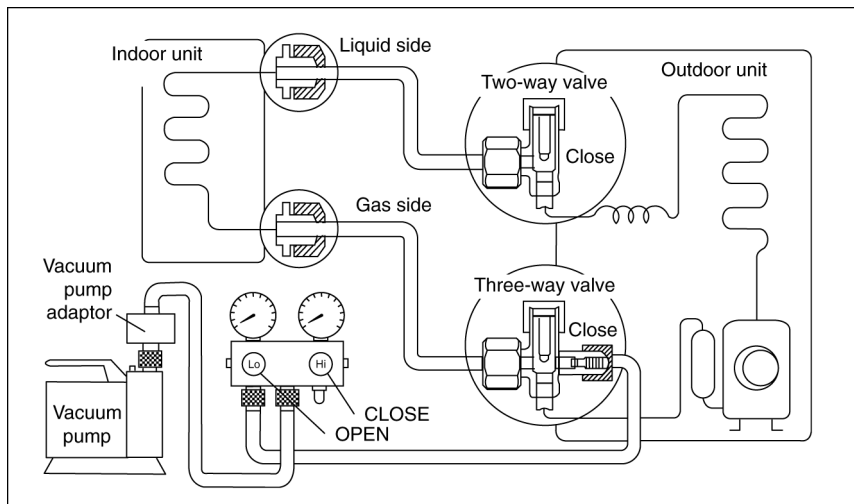 Indoor unit
Liquid side
Two-way valve
Outdoor unit
Close
Gas side
Vacuum
pump
adaptor
Three-way valve
Close
Lo
Hi
CLOSE
OPEN
Vacuum
pump